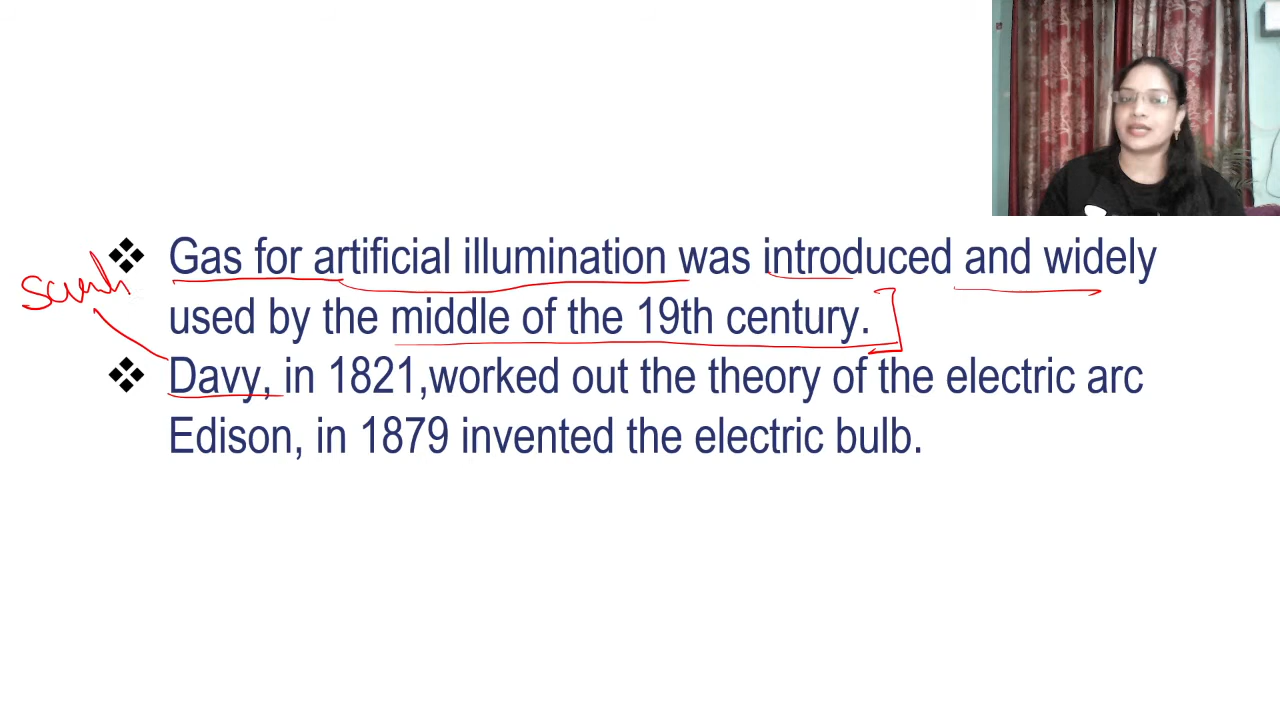 ❖ Gas for artificial illumination was introduced and widely
used by the middle of the 19th century.
❖ Davy, in 1821,worked out the theory of the electric arc
Edison, in 1879 invented the electric bulb.